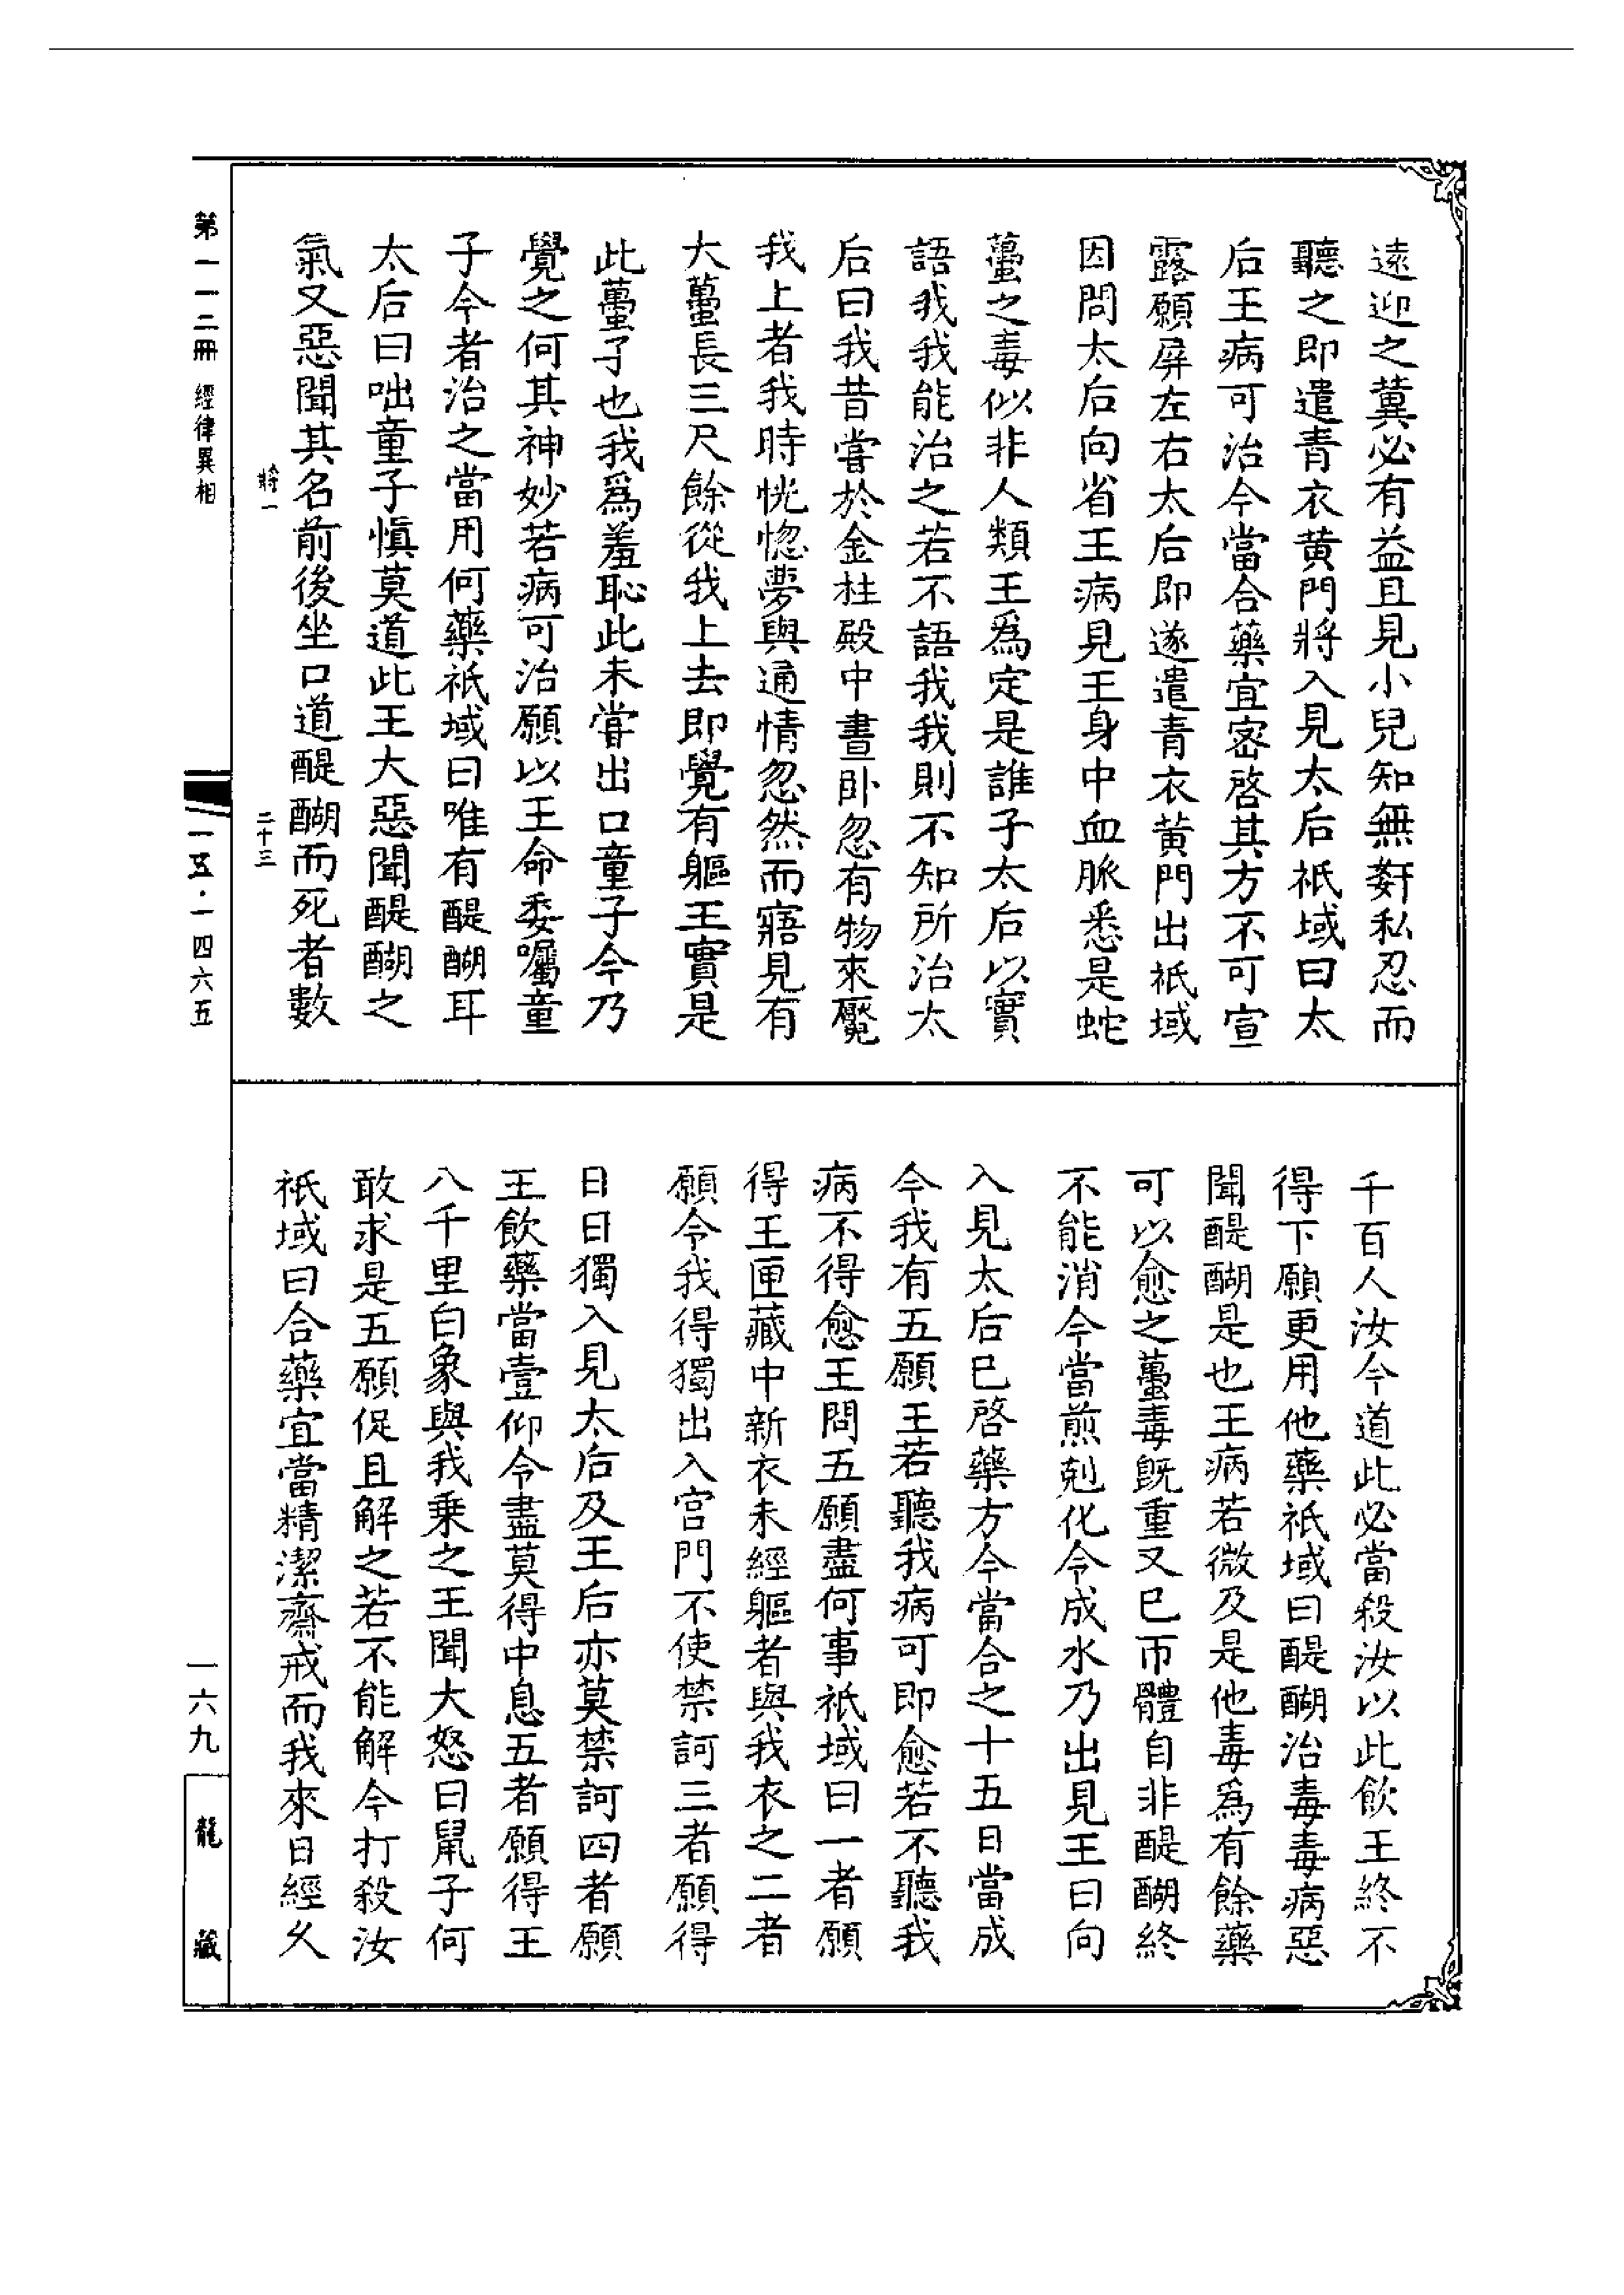 遠迎之冀必有益且見小兒知無姧私忍而
聽之即遣青衣黄門將入見太后祇域曰太
后王病可治今當合藥宜密啓其方不可宣
露願屏左右太后即遂遣青衣黄門出祇域
因問太后向省王病見王身中血脈悉是蛇
蠆之毒似非人類王爲定是誰子太后以實
語我我能治之若不語我我則不知所治太
后曰我昔嘗於金柱殿中晝卧忽有物來魘
我上者我時恍惚夢與通情忽然而寤見有
大蠆長三尺餘從我上去即覺有軀王實是
此蠆子也我爲羞恥此未甞出口童子今乃
覺之何其神妙若病可治願以王命委囑童
子今者治之當用何藥祇域曰唯有醍醐耳
太后曰咄童子慎莫道此王大惡聞醍醐之
氣又惡聞其名前後坐口道醍醐而死者數
千百人汝今道此必當殺汝以此飲王終不
得下願更用他藥祇域曰醍醐治毒毒病惡
聞醍醐是也王病若微及是他毒爲有餘藥
可以愈之蠆毒既重又已帀體自非醍醐終
不能消今當煎剋化令成水乃出見王曰向
入見太后已啓藥方今當合之十五日當成
今我有五願王若聽我病可即愈若不聽我
病不得愈王問五願盡何事祇域曰一者願
得王匣藏中新衣未經軀者與我衣之二者
願令我得獨出入宫門不使禁訶三者願得
日日獨入見太后及王后亦莫禁訶四者願
王飲藥當壹仰令盡莫得中息五者願得王
八千里白象與我乗之王聞大怒曰鼠子何
敢求是五願促且解之若不能解今打殺汝
祇域曰合藥宜當精潔齋戒而我來日經乆
第一一二冊 經律異相
一五·一四六五
一六九
龍藏
二十三